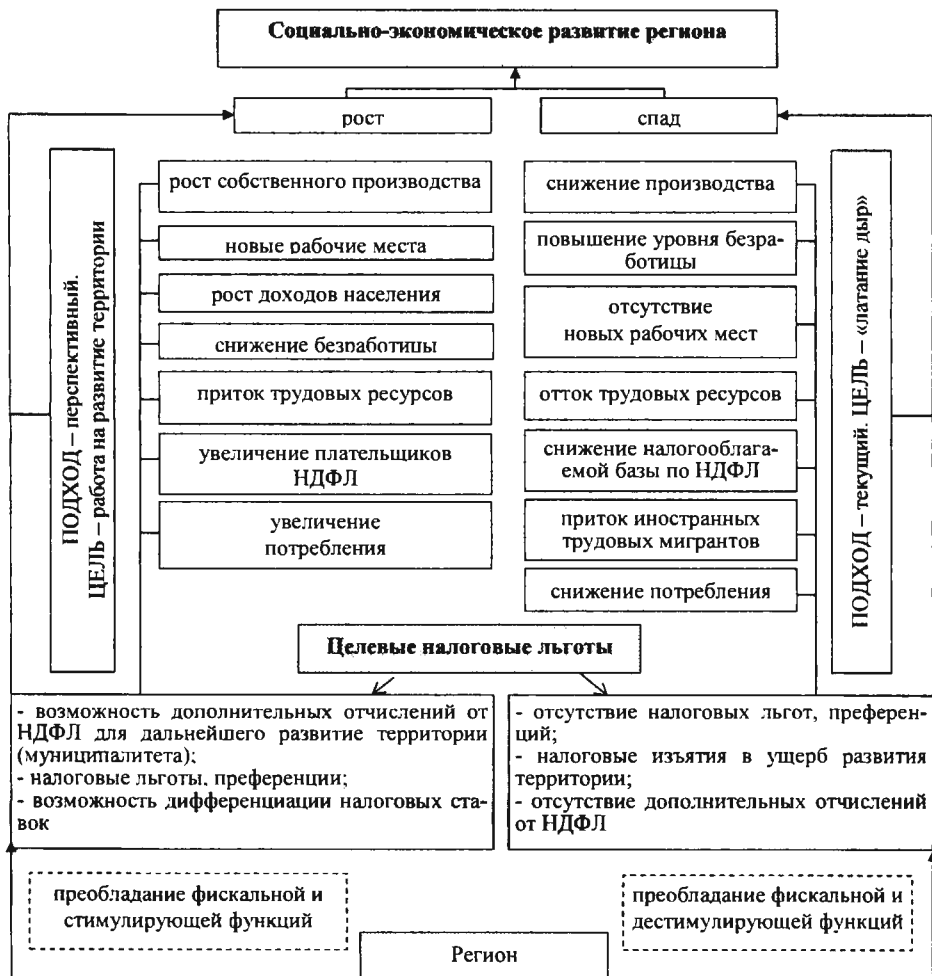 Социально-экономическое развитие региона
рост
спад
ПОДХОД – перспективный.
ЦЕЛЬ – работа на развитие территории
рост собственного производства
новые рабочие места
рост доходов населения
снижение безработицы
приток трудовых ресурсов
увеличение плательщиков
НДФЛ
увеличение
потребления
снижение производства
повышение уровня безра-
ботицы
отсутствие
новых рабочих мест
отток трудовых ресурсов
снижение налогооблага-
емой базы по НДФЛ
приток иностранных
трудовых мигрантов
снижение потребления
ПОДХОД – текущий. ЦЕЛЬ – «латание дыр»
Целевые налоговые льготы
- возможность дополнительных отчислений от
НДФЛ для дальнейшего развитие территории
(муниципалитета);
- налоговые льготы, преференции;
- возможность дифференциации налоговых ста-
вок
- отсутствие налоговых льгот, преферен-
ций;
- налоговые изъятия в ущерб развития
территории;
- отсутствие дополнительных отчислений
от НДФЛ
преобладание фискальной и
стимулирующей функций
преобладание фискальной и
дестимулирующей функций
Регион